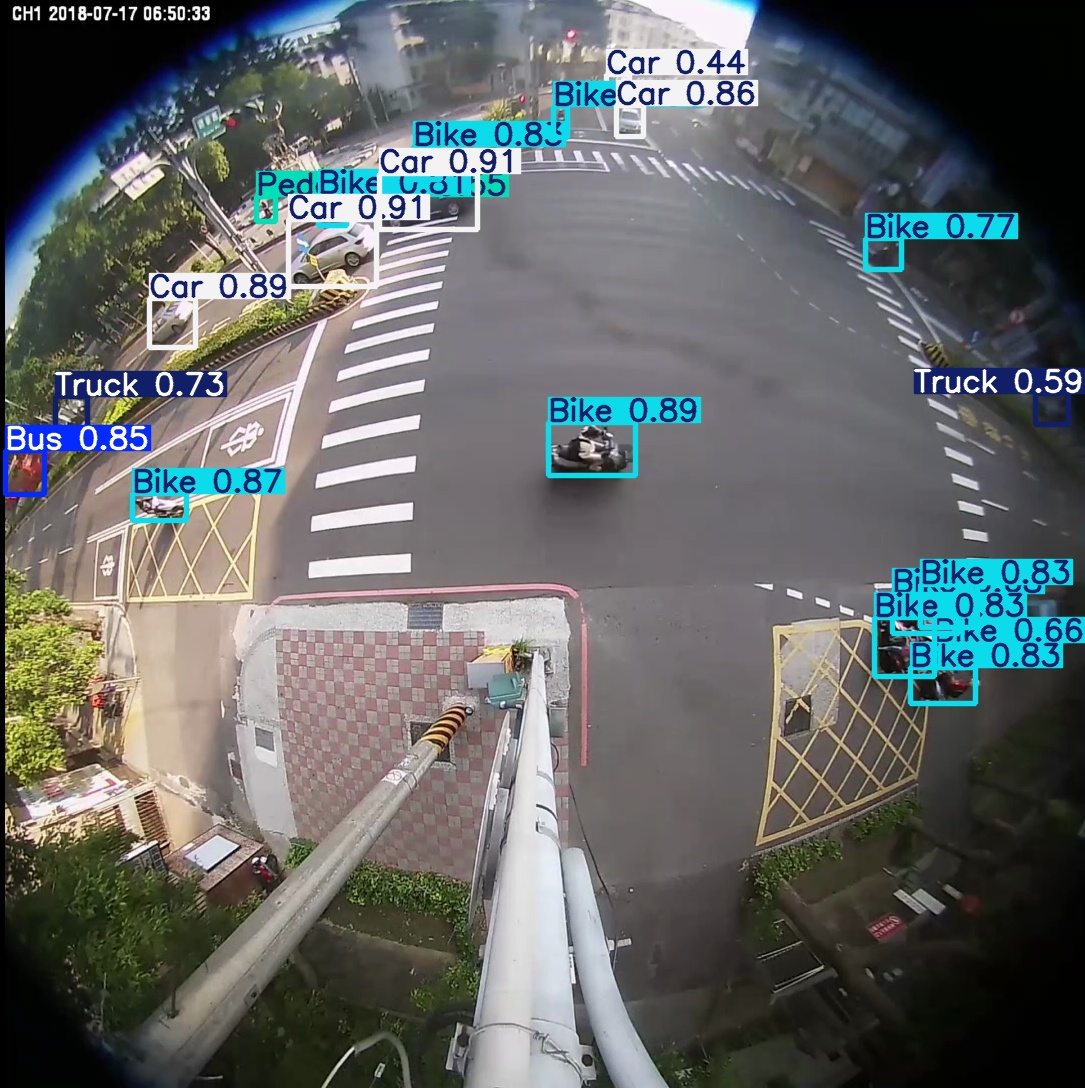 CH1 2018-07-17 06:50:33
Car 0.44
Bike
Car 0.86
Bike 0.83
Car 0.91
Ped
Bike 0.81
Car 0.91
Bike 0.77
Car 0.89
Truck 0.73
Truck 0.59
Bike 0.89
Bus 0.85
Bike 0.87
Bike 0.83
Bike 0.83
Bike 0.66
Bike 0.83